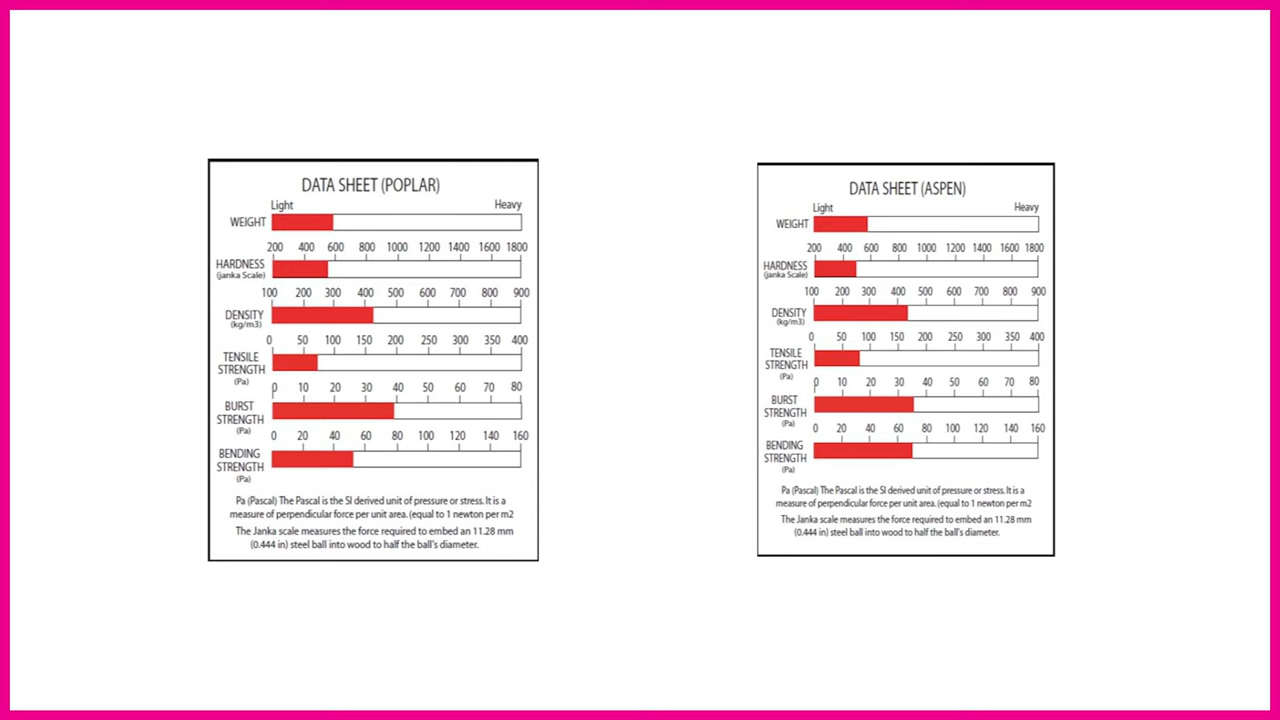 DATA SHEET (POPLAR)
Light Heavy
WEIGHT
200 400 600 800 1000 1200 1400 1600 1800
HARDNESS
(janka Scale)
100 200 300 400 500 600 700 800 900
DENSITY
(kg/m3)
0 50 100 150 200 250 300 350 400
TENSILE
STRENGTH
(Pa)
0 10 20 30 40 50 60 70 80
BURST
STRENGTH
(Pa)
0 20 40 60 80 100 120 140 160
BENDING
STRENGTH
(Pa)
Pa (Pascal) The Pascal is the SI derived unit of pressure or stress. It is a
measure of perpendicular force per unit area. (equal to 1 newton per m2
The Janka scale measures the force required to embed an 11.28 mm
(0.444 in) steel ball into wood to half the ball's diameter.
DATA SHEET (ASPEN)
Light Heavy
WEIGHT
200 400 600 800 1000 1200 1400 1600 1800
HARDNESS
(janka Scale)
100 200 300 400 500 600 700 800 900
DENSITY
(kg/m3)
0 50 100 150 200 250 300 350 400
TENSILE
STRENGTH
(Pa)
0 10 20 30 40 50 60 70 80
BURST
STRENGTH
(Pa)
0 20 40 60 80 100 120 140 160
BENDING
STRENGTH
(Pa)
Pa (Pascal) The Pascal is the SI derived unit of pressure or stress. It is a
measure of perpendicular force per unit area. (equal to 1 newton per m2
The Janka scale measures the force required to embed an 11.28 mm
(0.444 in) steel ball into wood to half the ball's diameter.